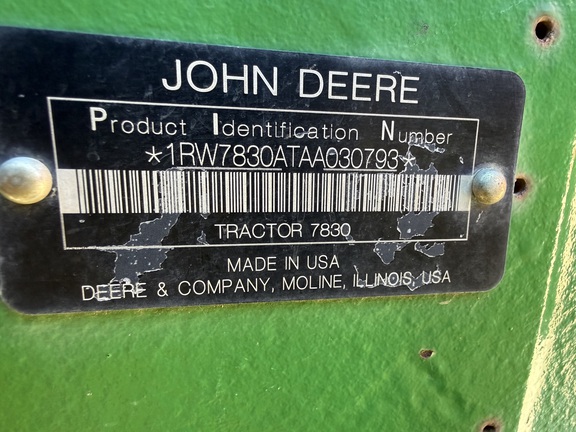 JOHN DEERE
Product Identification Number
*1RW7830ATAA030793*
TRACTOR 7830
MADE IN USA
DEERE & COMPANY, MOLINE, ILLINOIS, USA